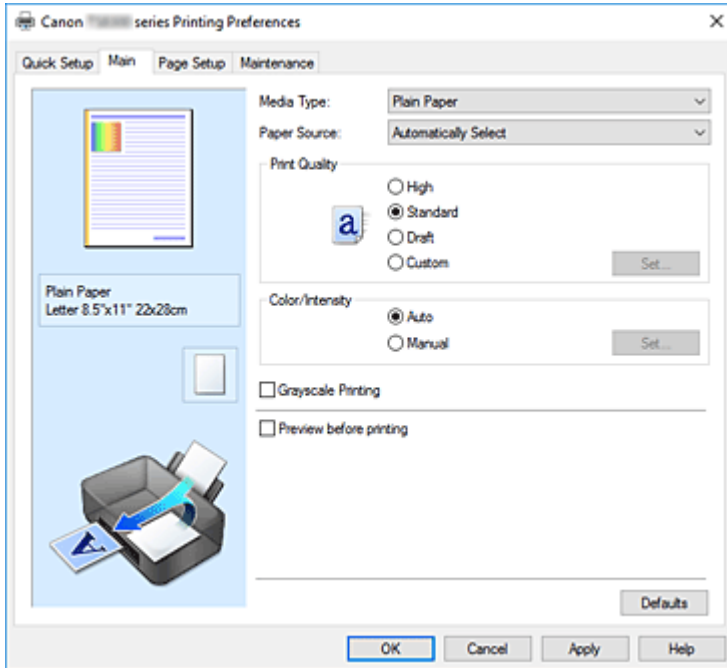 Canon series Printing Preferences
Quick Setup Main Page Setup Maintenance
Media Type: Plain Paper
Paper Source: Automatically Select
Print Quality
High
a Standard
Draft
Custom Set...
Plain Paper
Letter 8.5"x11" 22x28cm
Color/Intensity
Auto
Manual Set...
Grayscale Printing
Preview before printing
A
Defaults
OK Cancel Apply Help